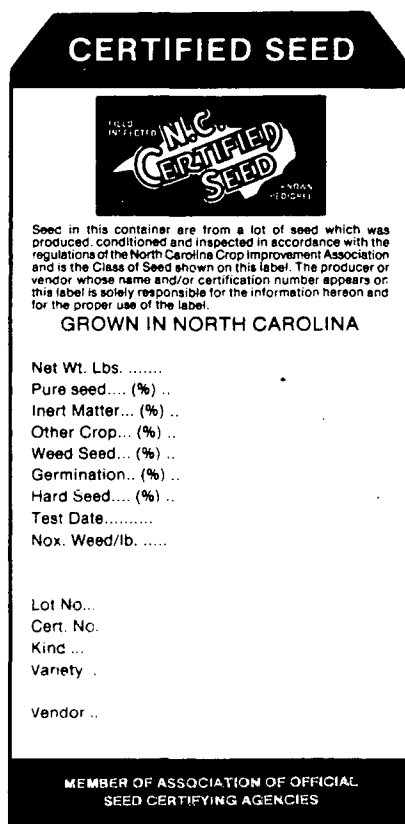 CERTIFIED SEED
FIELD
INSPECTED
N.C.
CERTIFIED
SEED
KNOWN
PEDIGREE
Seed in this container are from a lot of seed which was
produced, conditioned and inspected in accordance with the
regulations of the North Carolina Crop Improvement Association
and is the Class of Seed shown on this label. The producer or
vendor whose name and/or certification number appears on
this label is solely responsible for the information hereon and
for the proper use of the label.
GROWN IN NORTH CAROLINA
Net Wt. Lbs. .......
Pure seed.... (%) ..
Inert Matter... (%) ..
Other Crop... (%) ..
Weed Seed... (%) ..
Germination.. (%) ..
Hard Seed.... (%) ..
Test Date..........
Nox. Weed/lb. .....
Lot No...
Cert. No.
Kind ...
Variety .
Vendor ..
MEMBER OF ASSOCIATION OF OFFICIAL
SEED CERTIFYING AGENCIES